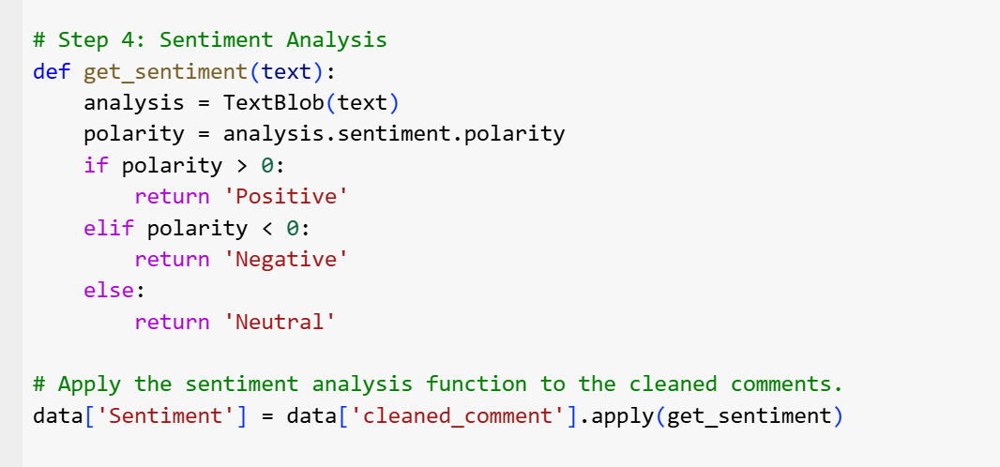 # Step 4: Sentiment Analysis
def get_sentiment(text):
    analysis = TextBlob(text)
    polarity = analysis.sentiment.polarity
    if polarity > 0:
        return 'Positive'
    elif polarity < 0:
        return 'Negative'
    else:
        return 'Neutral'

# Apply the sentiment analysis function to the cleaned comments.
data['Sentiment'] = data['cleaned_comment'].apply(get_sentiment)